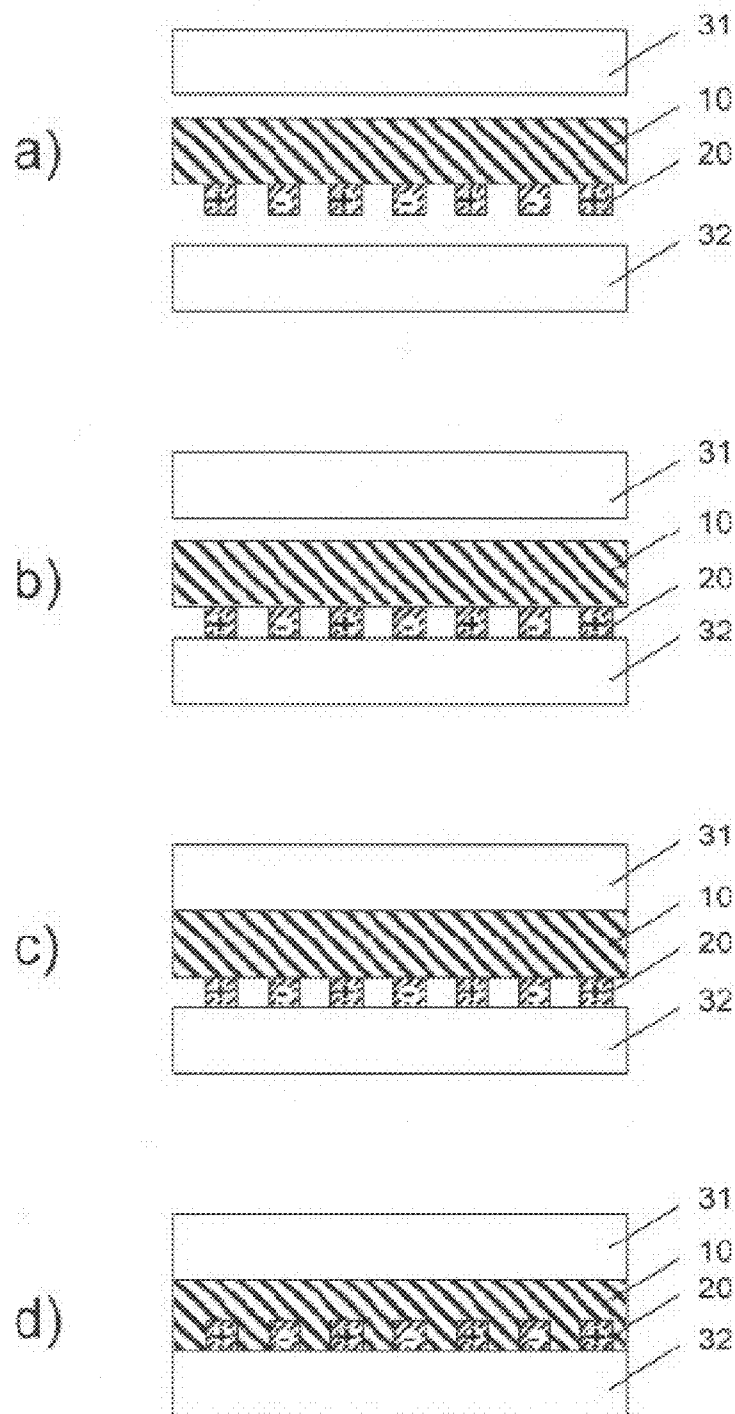 31
10
a)
20
+ - + - + - +
32
31
10
b)
20
+ - + - + - +
32
31
10
c)
20
+ - + - + - +
32
31
10
d)
20
+ - + - + - +
32